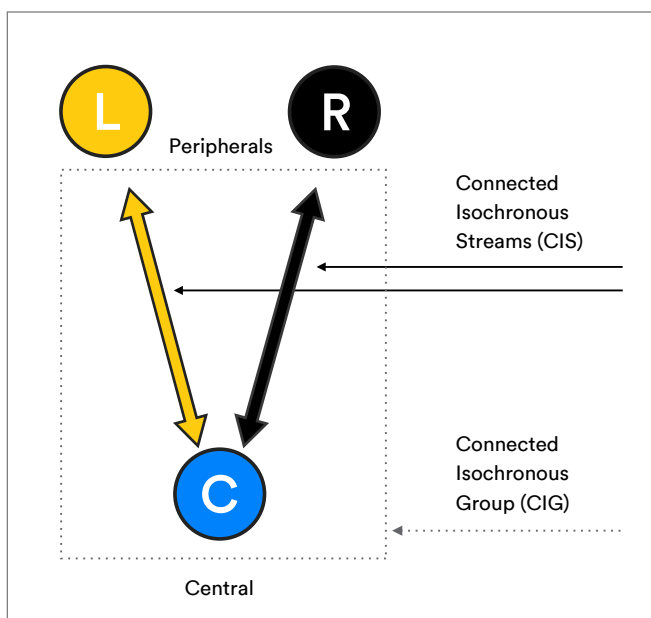 L
R
Peripherals
Connected
Isochronous
Streams (CIS)
Connected
Isochronous
Group (CIG)
C
Central